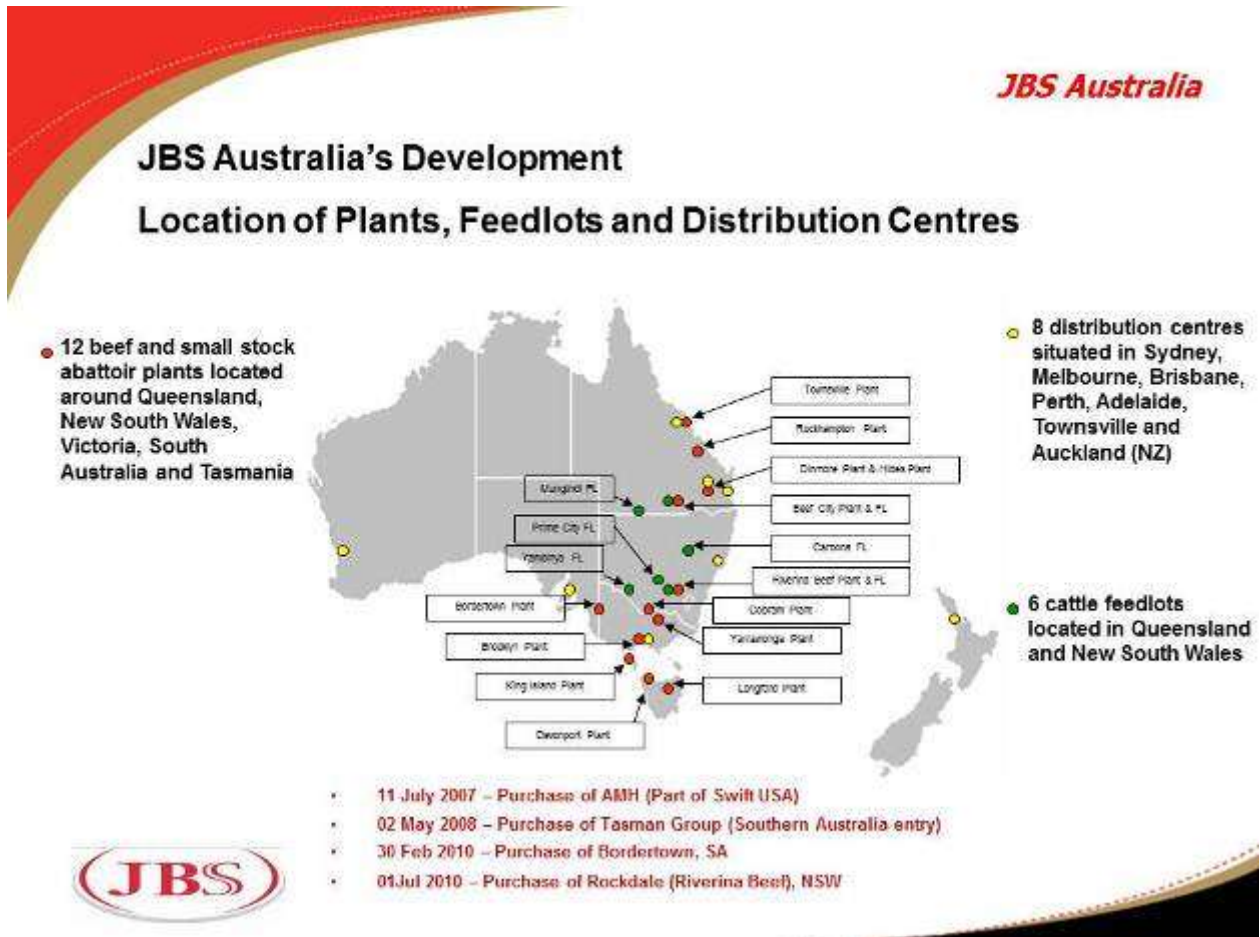 JBS Australia
JBS Australia's Development
Location of Plants, Feedlots and Distribution Centres
12 beef and small stock
abattoir plants located
around Queensland,
New South Wales,
Victoria, South
Australia and Tasmania
8 distribution centres
situated in Sydney,
Melbourne, Brisbane,
Perth, Adelaide,
Townsville and
Auckland (NZ)
6 cattle feedlots
located in Queensland
and New South Wales
Townsville Plant
Rockhampton Plant
Dinmore Plant & Hides Plant
Mungindi FL
Beef City Plant & FL
Prime City FL
Caroona FL
Yambinya FL
Riverina Beef Plant & FL
Bordertown Plant
Cobram Plant
Brooklyn Plant
Yarrawonga Plant
King Island Plant
Longford Plant
Devonport Plant
• 11 July 2007 – Purchase of AMH (Part of Swift USA)
• 02 May 2008 – Purchase of Tasman Group (Southern Australia entry)
• 30 Feb 2010 – Purchase of Bordertown, SA
• 01Jul 2010 – Purchase of Rockdale (Riverina Beef), NSW
JBS